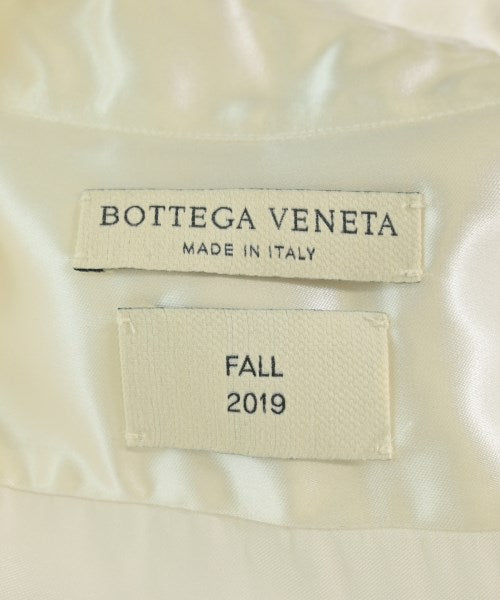 BOTTEGA VENETA
MADE IN ITALY
FALL
2019